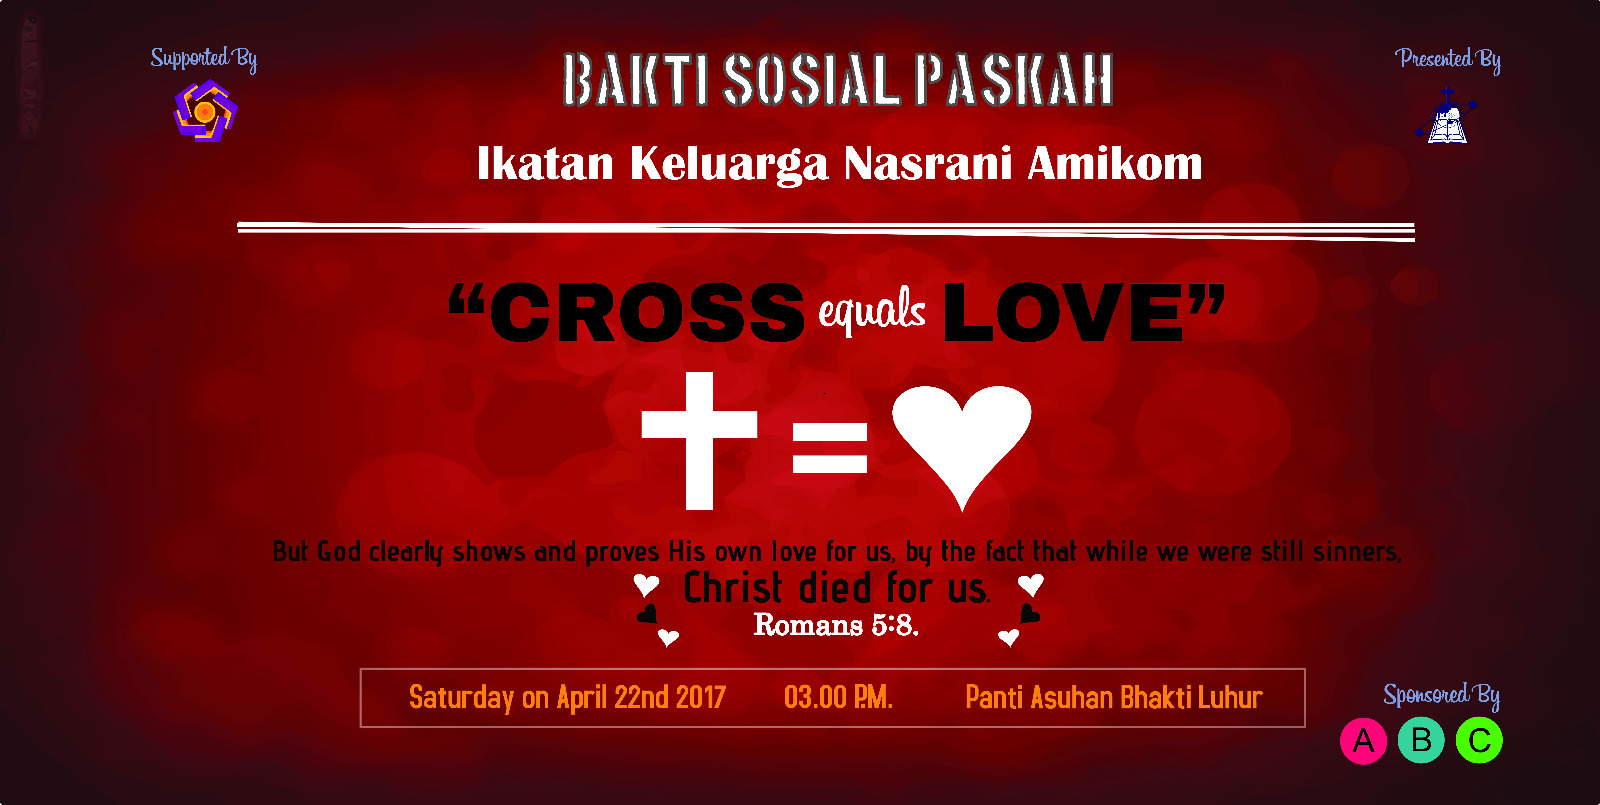 Supported By
BAKTI SOSIAL PASKAH
Presented By
Ikatan Keluarga Nasrani Amikom
“CROSS equals LOVE”
=
But God clearly shows and proves His own love for us, by the fact that while we were still sinners,
Christ died for us.
Romans 5:8.
Saturday on April 22nd 2017 03.00 P.M. Panti Asuhan Bhakti Luhur
Sponsored By
A B C